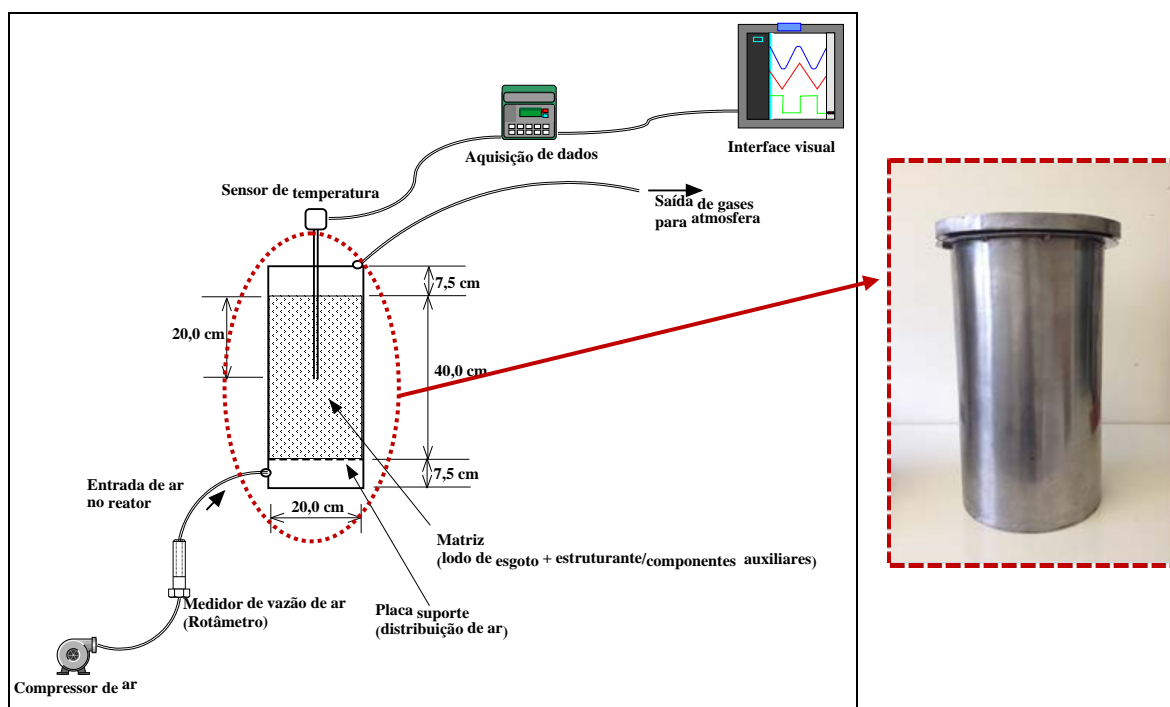 Interface visual
Aquisição de dados
Sensor de temperatura
Saída de gases
para atmosfera
7,5 cm
20,0 cm
40,0 cm
7,5 cm
Entrada de ar
no reator
20,0 cm
Matriz
(lodo de esgoto + estruturante/componentes auxiliares)
Medidor de vazão de ar
(Rotâmetro)
Placa suporte
(distribuição de ar)
Compressor de ar